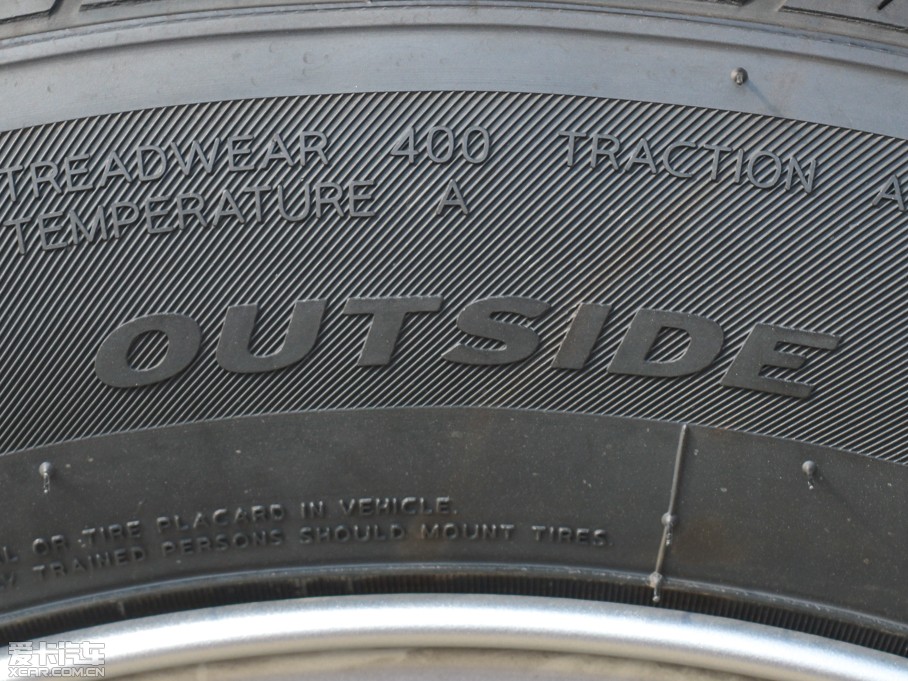 TREADWEAR 400 TRACTION A
TEMPERATURE A
OUTSIDE
OR TIRE PLACARD IN VEHICLE.
TRAINED PERSONS SHOULD MOUNT TIRES.
爱卡汽车
XCAR.COM.CN